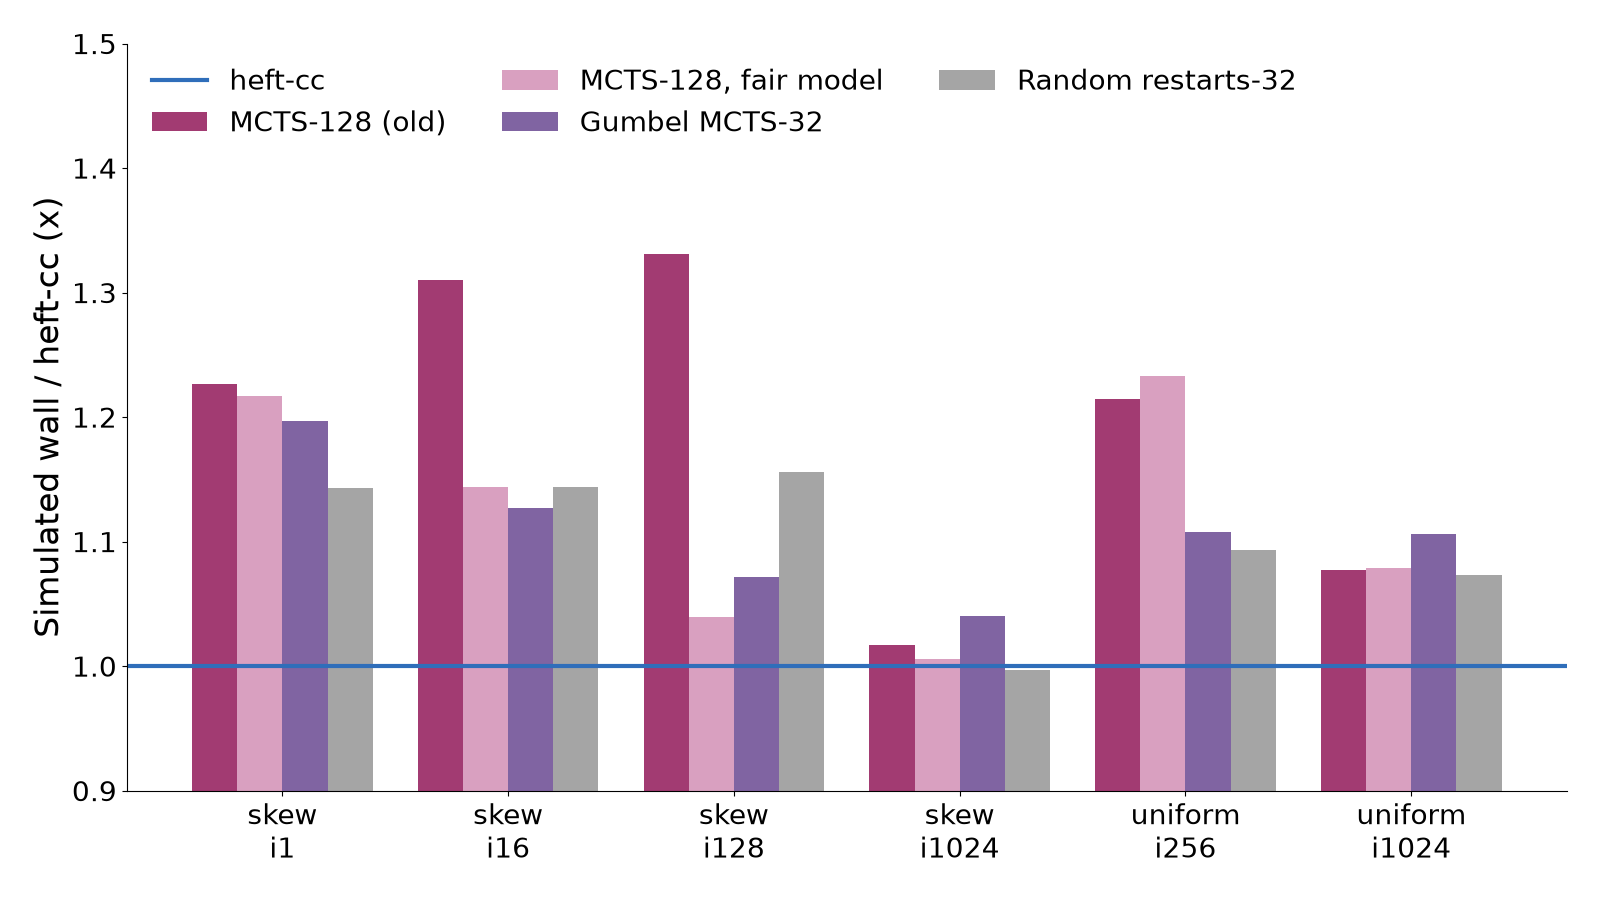 heft-cc
MCTS-128 (old)
MCTS-128, fair model
Gumbel MCTS-32
Random restarts-32
Simulated wall / heft-cc (x)
1.5
1.4
1.3
1.2
1.1
1.0
0.9
skew
i1
skew
i16
skew
i128
skew
i1024
uniform
i256
uniform
i1024